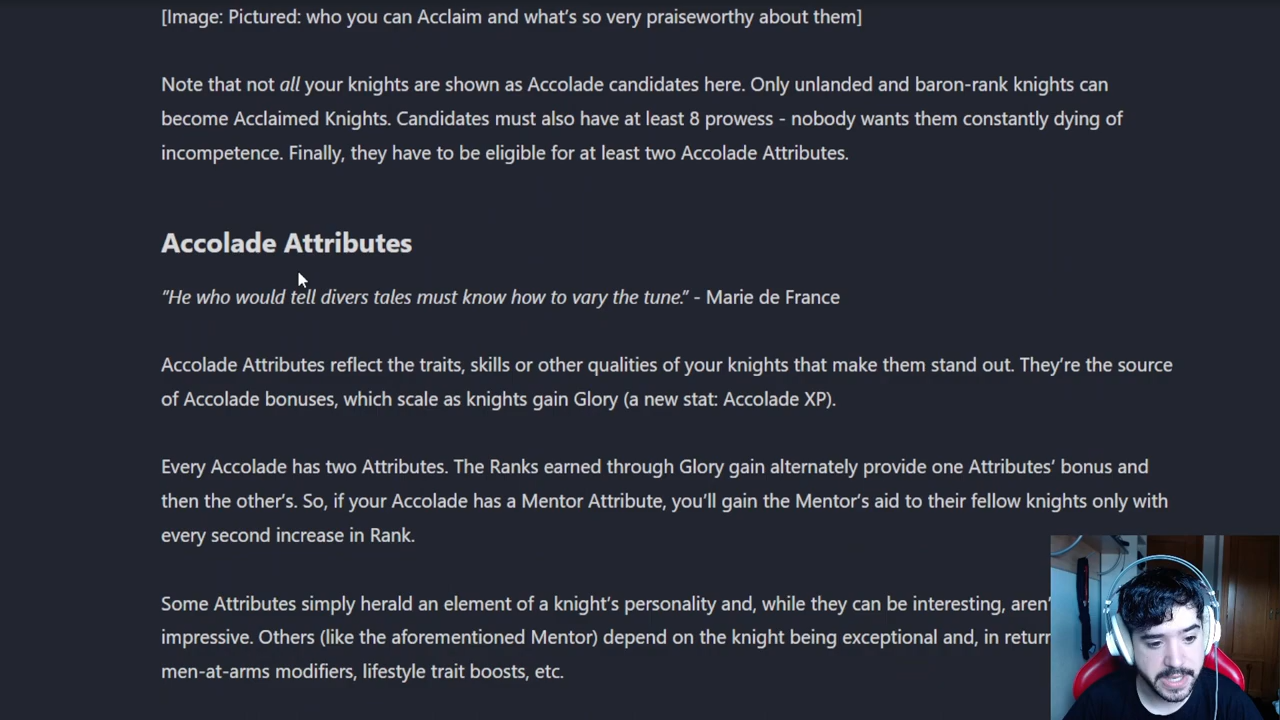 [Image: Pictured: who you can Acclaim and what's so very praiseworthy about them]
Note that not all your knights are shown as Accolade candidates here. Only unlanded and baron-rank knights can
become Acclaimed Knights. Candidates must also have at least 8 prowess - nobody wants them constantly dying of
incompetence. Finally, they have to be eligible for at least two Accolade Attributes.
Accolade Attributes
“He who would tell divers tales must know how to vary the tune.” - Marie de France
Accolade Attributes reflect the traits, skills or other qualities of your knights that make them stand out. They’re the source
of Accolade bonuses, which scale as knights gain Glory (a new stat: Accolade XP).
Every Accolade has two Attributes. The Ranks earned through Glory gain alternately provide one Attributes’ bonus and
then the other’s. So, if your Accolade has a Mentor Attribute, you’ll gain the Mentor’s aid to their fellow knights only with
every second increase in Rank.
Some Attributes simply herald an element of a knight’s personality and, while they can be interesting, aren’
impressive. Others (like the aforementioned Mentor) depend on the knight being exceptional and, in return
men-at-arms modifiers, lifestyle trait boosts, etc.